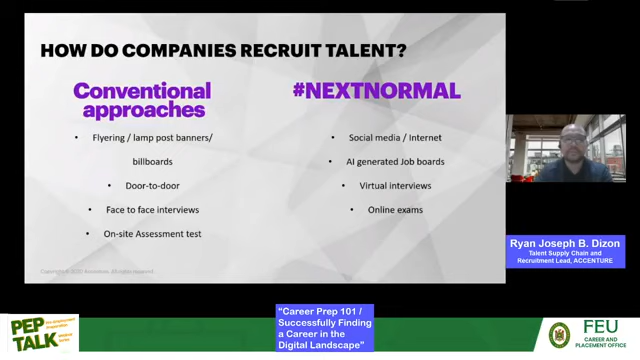 HOW DO COMPANIES RECRUIT TALENT?
Conventional
approaches
• Flyering / lamp post banners/
billboards
• Door-to-door
• Face to face interviews
• On-site Assessment test
#NEXTNORMAL
• Social media / Internet
• AI generated Job boards
• Virtual interviews
• Online exams
Copyright © 2020 Accenture. All rights reserved.
Ryan Joseph B. Dizon
Talent Supply Chain and
Recruitment Lead, ACCENTURE
PEP
TALK
"Career Prep 101 /
Successfully Finding
a Career in the
Digital Landscape"
FEU
CAREER AND
PLACEMENT OFFICE